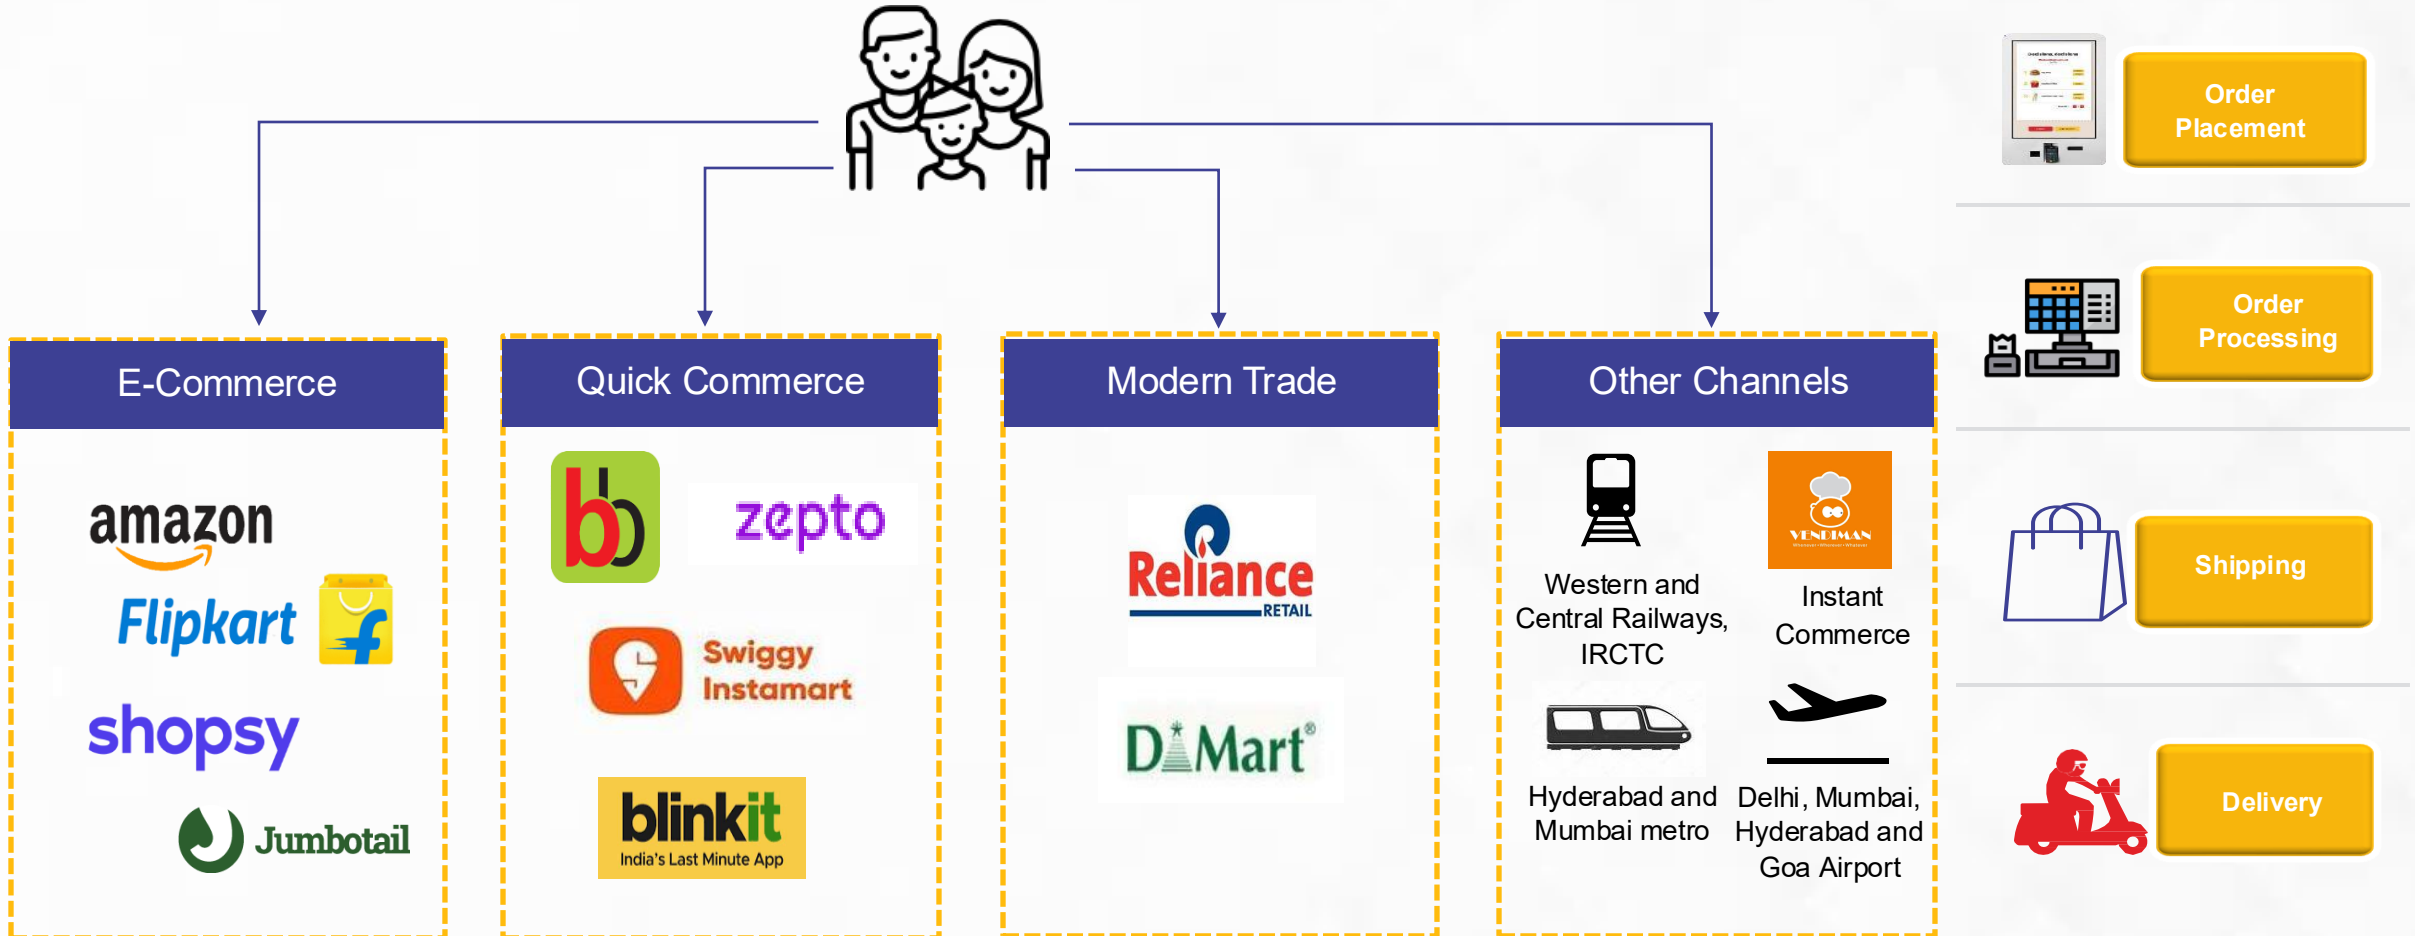 E-Commerce
amazon
Flipkart
shopsy
Jumbotail
Quick Commerce
bb
zepto
Swiggy
Instamart
blinkit
India's Last Minute App
Modern Trade
Reliance
RETAIL
D Mart®
Other Channels
Western and
Central Railways,
IRCTC
VENDIMAN
Instant
Commerce
Hyderabad and
Mumbai metro
Delhi, Mumbai,
Hyderabad and
Goa Airport
Order
Placement
Order
Processing
Shipping
Delivery